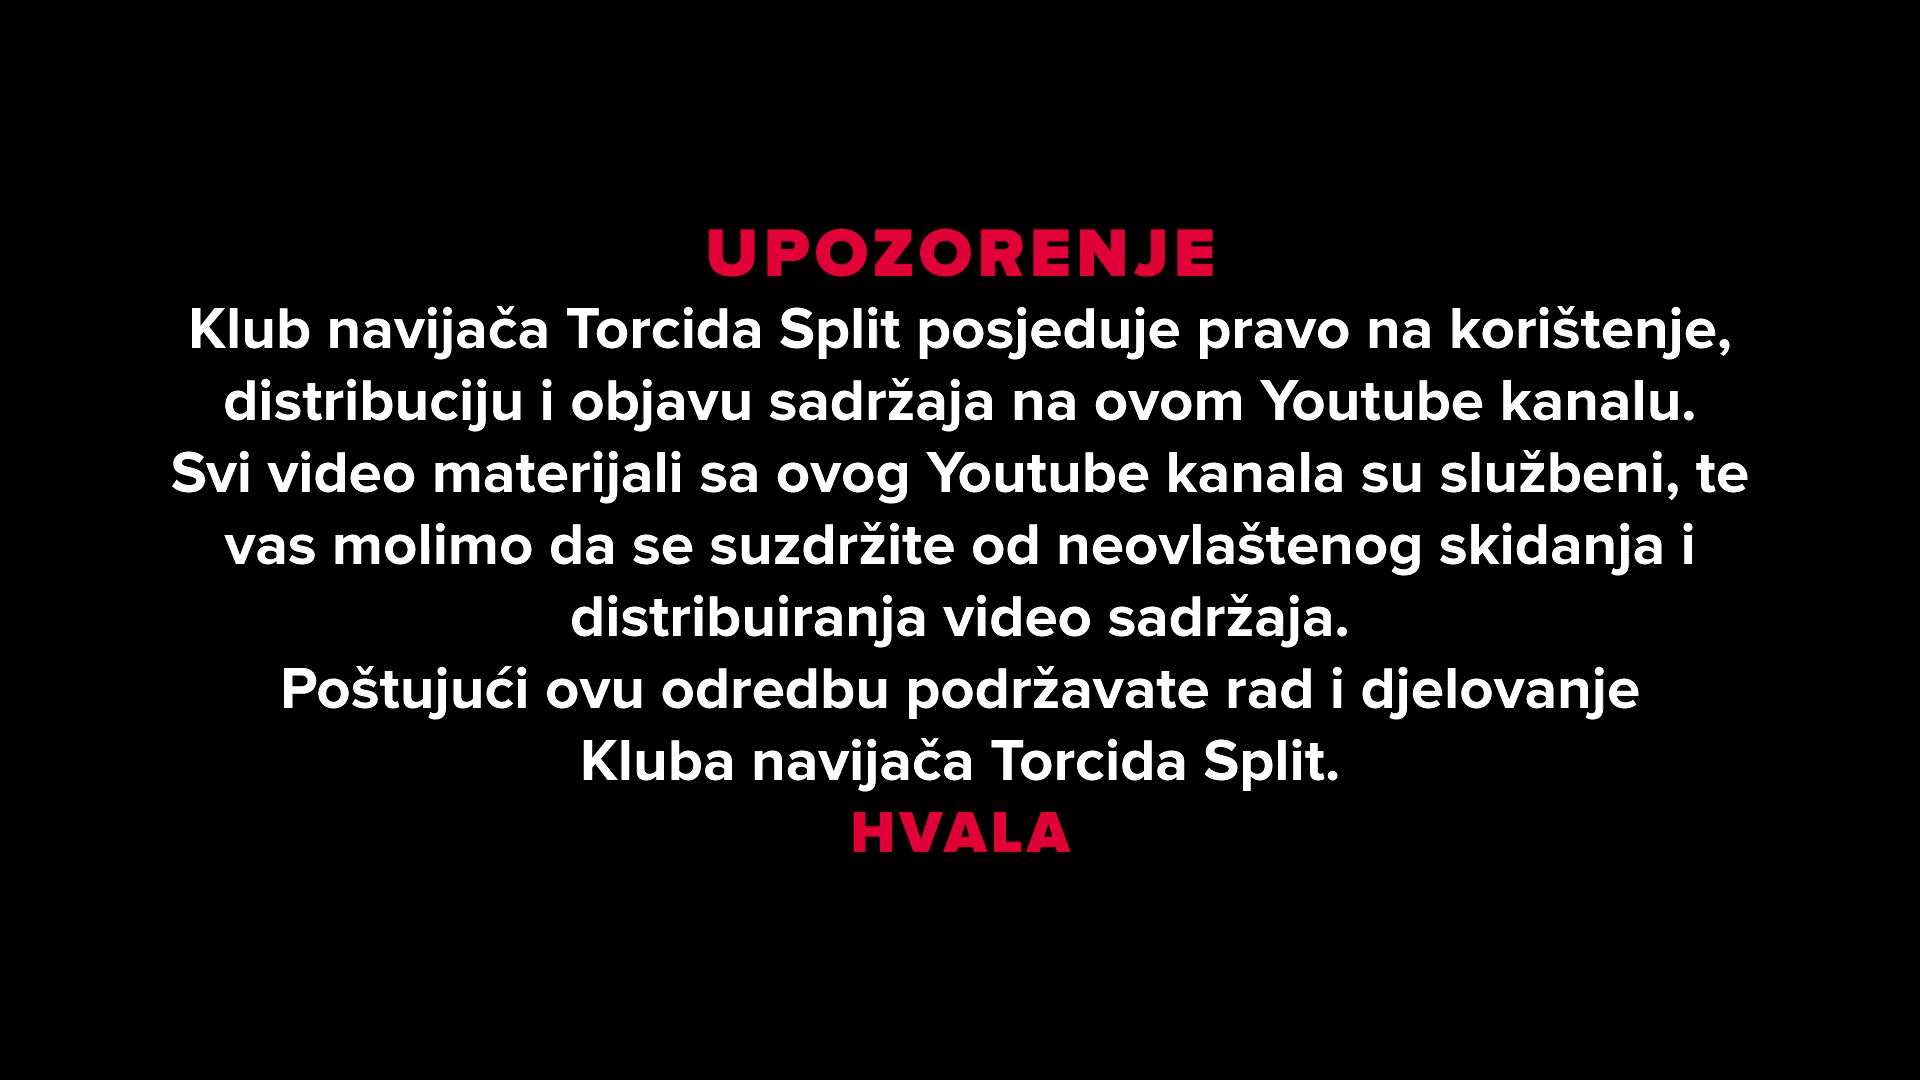 UPOZORENJE
Klub navijača Torcida Split posjeduje pravo na korištenje,
distribuciju i objavu sadržaja na ovom Youtube kanalu.
Svi video materijali sa ovog Youtube kanala su službeni, te
vas molimo da se suzdržite od neovlaštenog skidanja i
distribuiranja video sadržaja.
Poštujući ovu odredbu podržavate rad i djelovanje
Kluba navijača Torcida Split.
HVALA